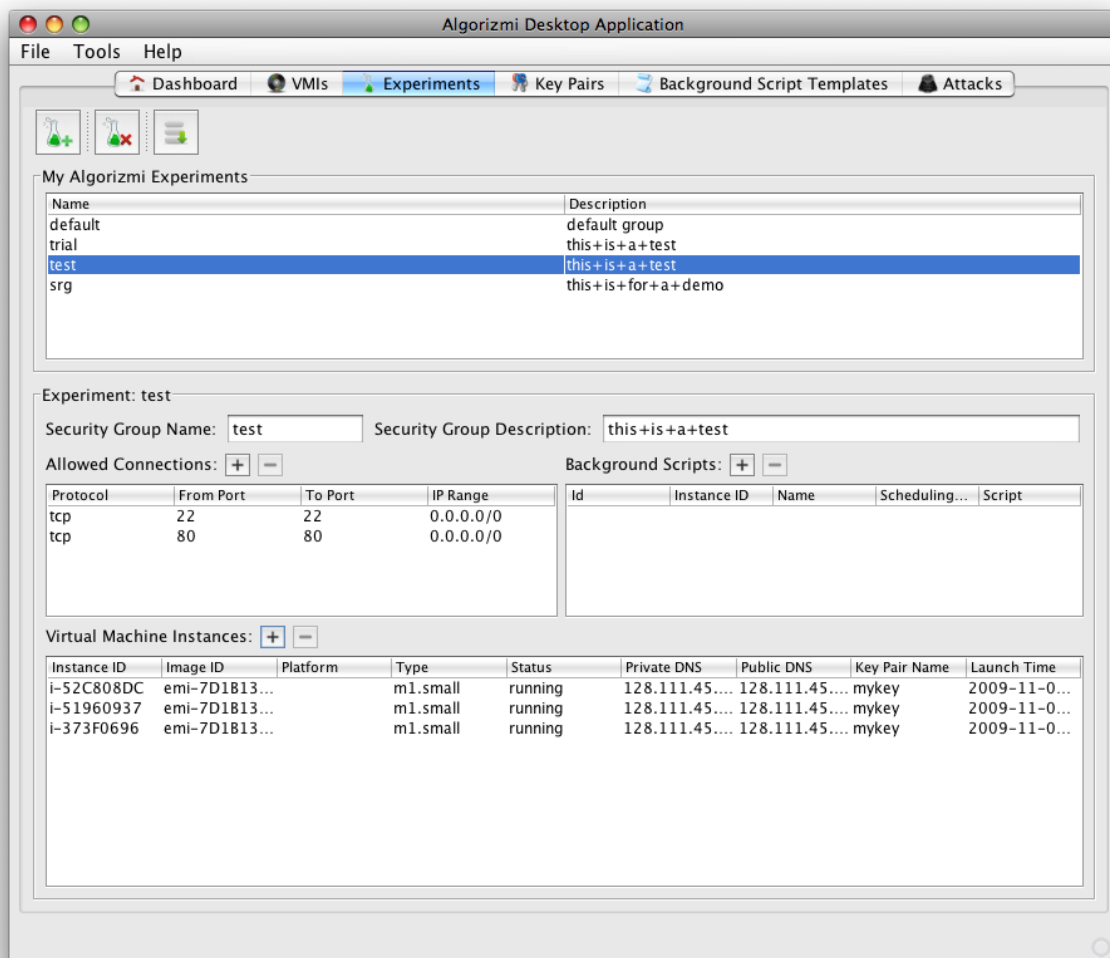 Algorizmi Desktop Application
File Tools Help
Dashboard VMIs Experiments Key Pairs Background Script Templates Attacks
My Algorizmi Experiments
Name Description
default default group
trial this+is+a+test
test this+is+a+test
srg this+is+for+a+demo
Experiment: test
Security Group Name: test Security Group Description: this+is+a+test
Allowed Connections: + − Background Scripts: + −
Protocol From Port To Port IP Range Id Instance ID Name Scheduling... Script
tcp 22 22 0.0.0.0/0
tcp 80 80 0.0.0.0/0
Virtual Machine Instances: + −
Instance ID Image ID Platform Type Status Private DNS Public DNS Key Pair Name Launch Time
i-52C808DC emi-7D1B13... m1.small running 128.111.45.... 128.111.45.... mykey 2009-11-0...
i-51960937 emi-7D1B13... m1.small running 128.111.45.... 128.111.45.... mykey 2009-11-0...
i-373F0696 emi-7D1B13... m1.small running 128.111.45.... 128.111.45.... mykey 2009-11-0...